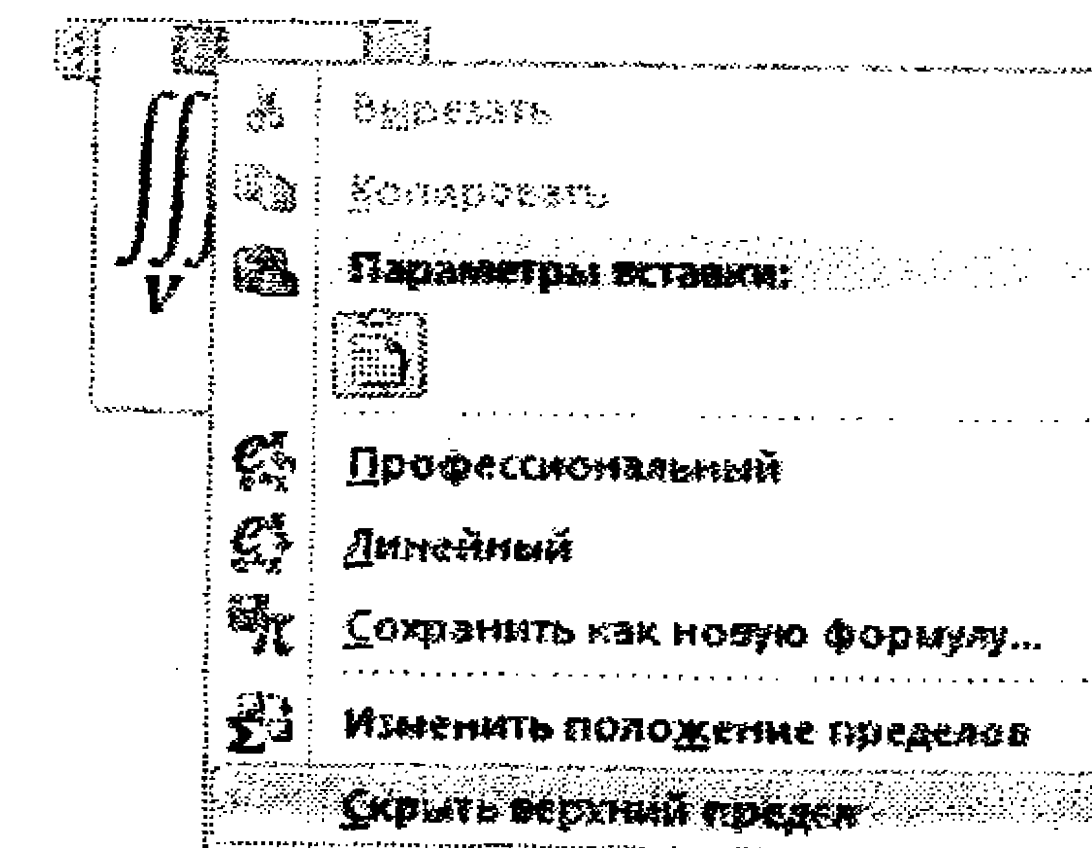 ∭
V
Вырезать
Копировать
Параметры вставки:
Профессиональный
Линейный
Сохранить как новую формулу...
Изменить положение пределов
Скрыть верхний предел